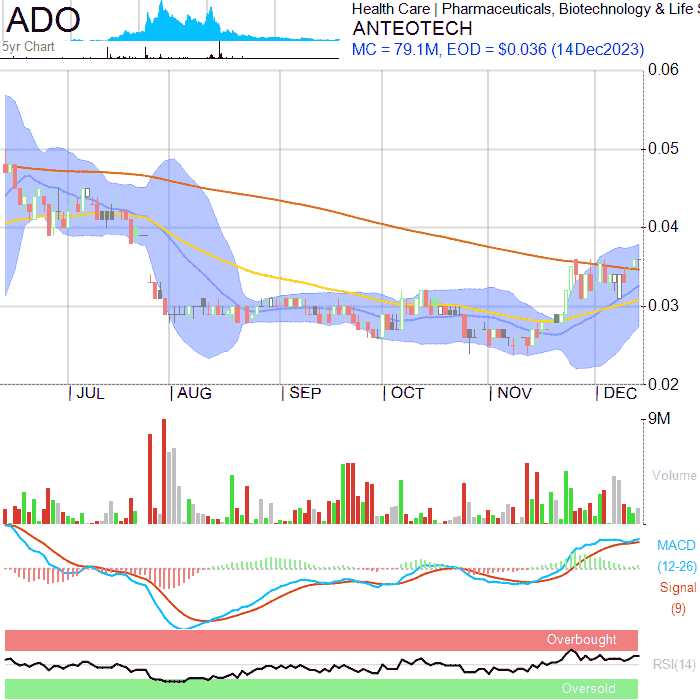 ADO
5yr Chart
Health Care | Pharmaceuticals, Biotechnology & Life S
ANTEOTECH
MC = 79.1M, EOD = $0.036 (14Dec2023)
0.06
0.05
0.04
0.03
0.02
JUL AUG SEP OCT NOV DEC
9M
Volume
MACD
(12-26)
Signal
(9)
Overbought
RSI(14)
Oversold